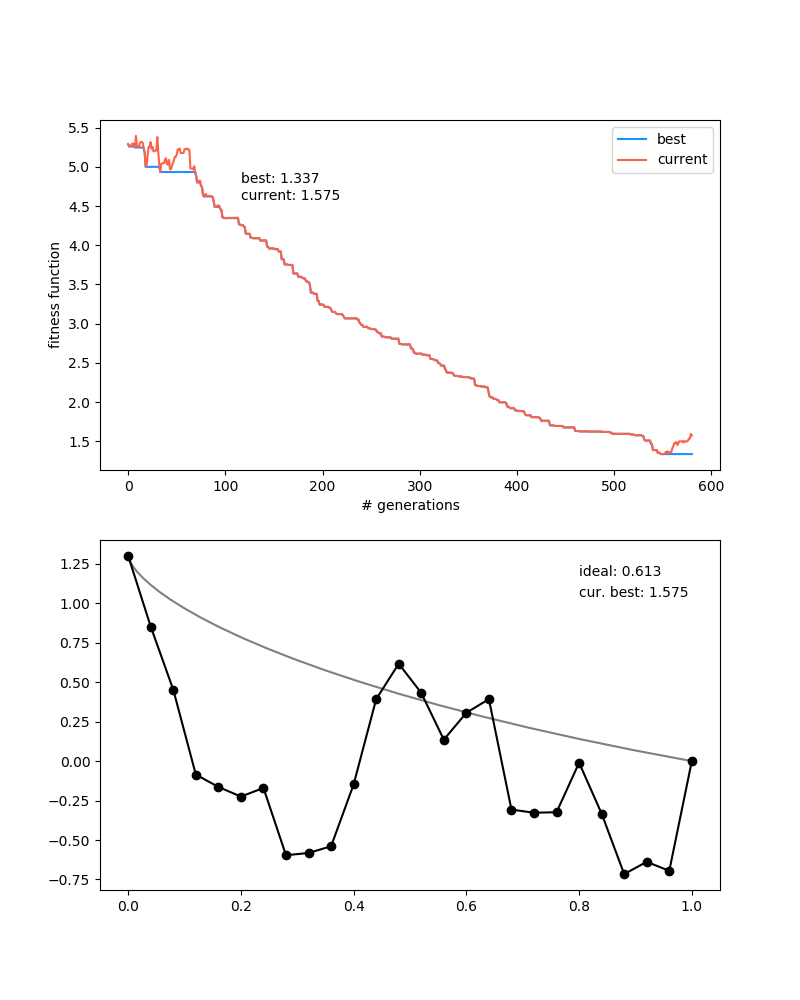 5.5
5.0
4.5
4.0
3.5
3.0
2.5
2.0
1.5
fitness function
best: 1.337
current: 1.575
best
current
0 100 200 300 400 500 600
# generations
1.25
1.00
0.75
0.50
0.25
0.00
−0.25
−0.50
−0.75
ideal: 0.613
cur. best: 1.575
0.0 0.2 0.4 0.6 0.8 1.0